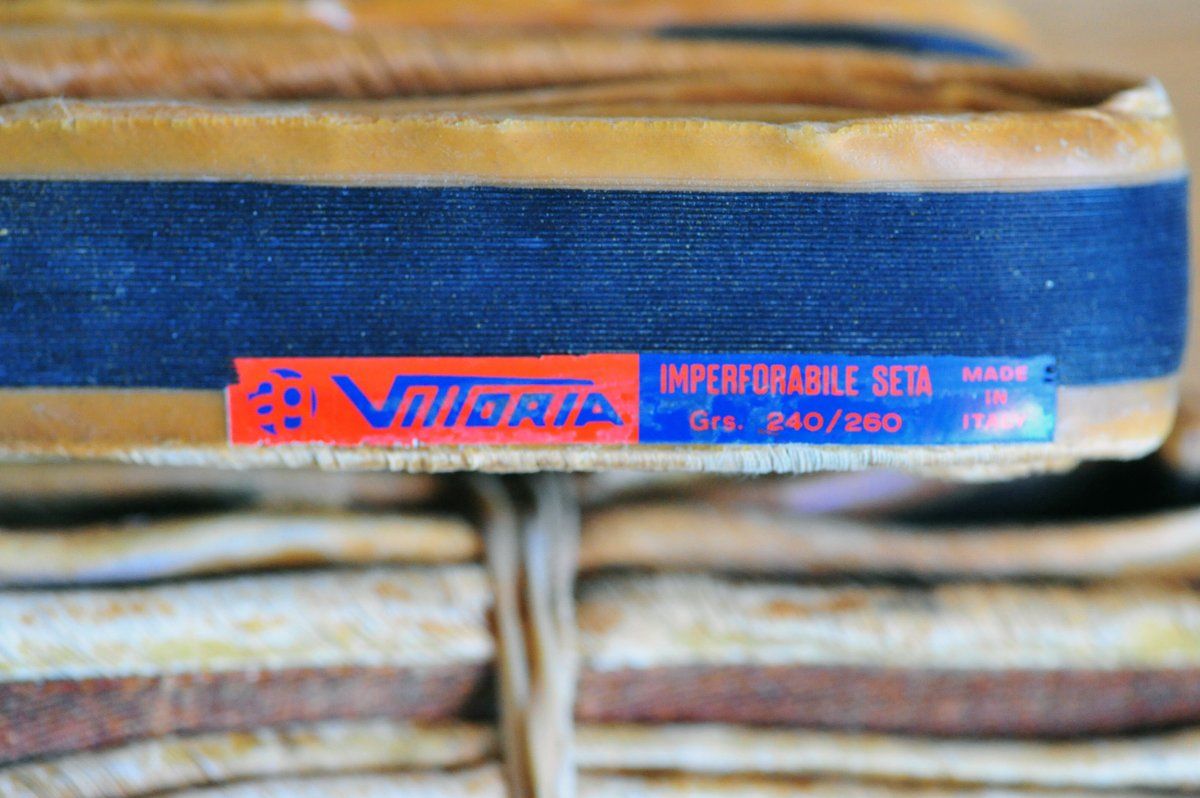 VITTORIA
IMPERFORABILE SETA
Grs. 240/260
MADE
IN
ITALY